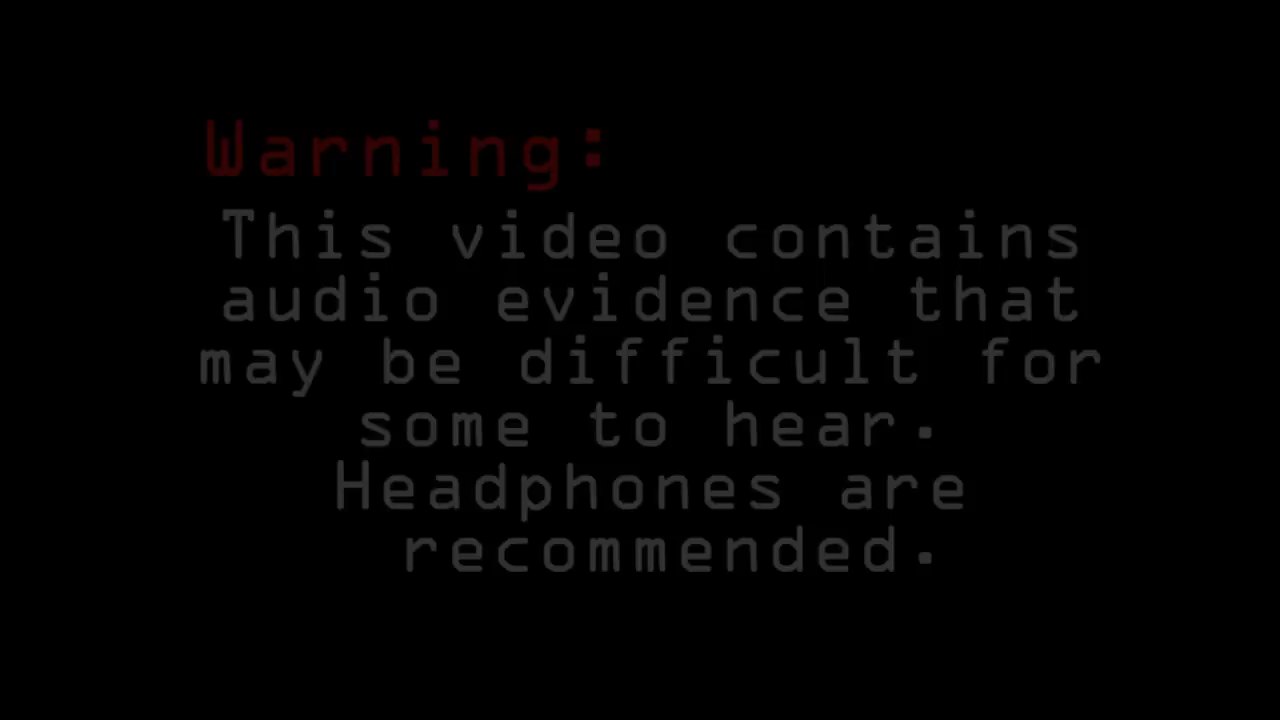 Warning:
This video contains
audio evidence that
may be difficult for
some to hear.
Headphones are
recommended.